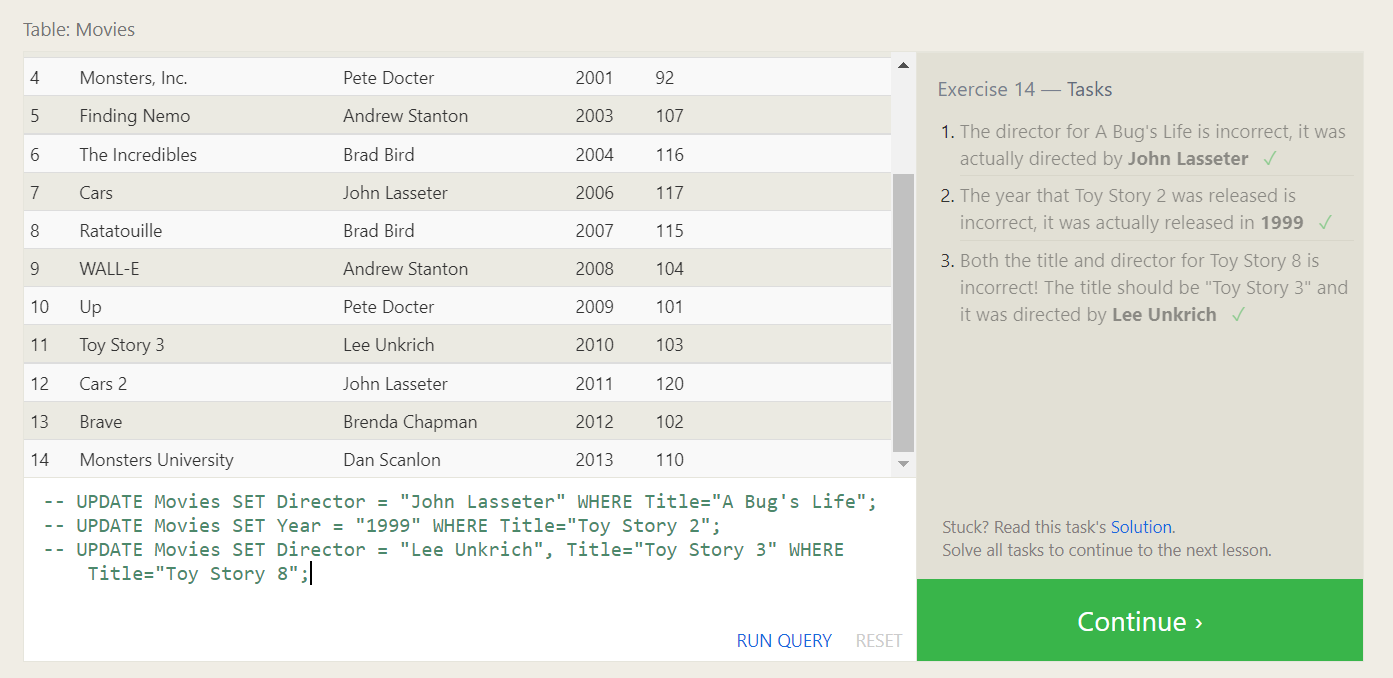 Table: Movies
4 Monsters, Inc. Pete Docter 2001 92
5 Finding Nemo Andrew Stanton 2003 107
6 The Incredibles Brad Bird 2004 116
7 Cars John Lasseter 2006 117
8 Ratatouille Brad Bird 2007 115
9 WALL-E Andrew Stanton 2008 104
10 Up Pete Docter 2009 101
11 Toy Story 3 Lee Unkrich 2010 103
12 Cars 2 John Lasseter 2011 120
13 Brave Brenda Chapman 2012 102
14 Monsters University Dan Scanlon 2013 110
-- UPDATE Movies SET Director = "John Lasseter" WHERE Title="A Bug's Life";
-- UPDATE Movies SET Year = "1999" WHERE Title="Toy Story 2";
-- UPDATE Movies SET Director = "Lee Unkrich", Title="Toy Story 3" WHERE
Title="Toy Story 8";
RUN QUERY RESET
Exercise 14 — Tasks
1. The director for A Bug's Life is incorrect, it was
actually directed by John Lasseter ✓
2. The year that Toy Story 2 was released is
incorrect, it was actually released in 1999 ✓
3. Both the title and director for Toy Story 8 is
incorrect! The title should be "Toy Story 3" and
it was directed by Lee Unkrich ✓
Stuck? Read this task's Solution.
Solve all tasks to continue to the next lesson.
Continue ›